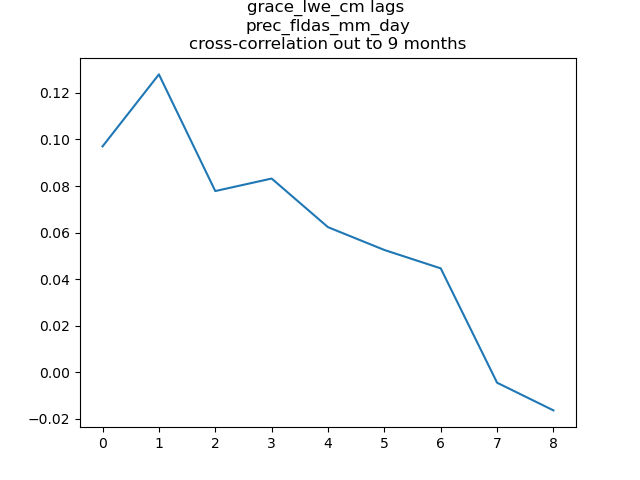 grace_lwe_cm lags
prec_fldas_mm_day
cross-correlation out to 9 months
0.12
0.10
0.08
0.06
0.04
0.02
0.00
−0.02
0 1 2 3 4 5 6 7 8